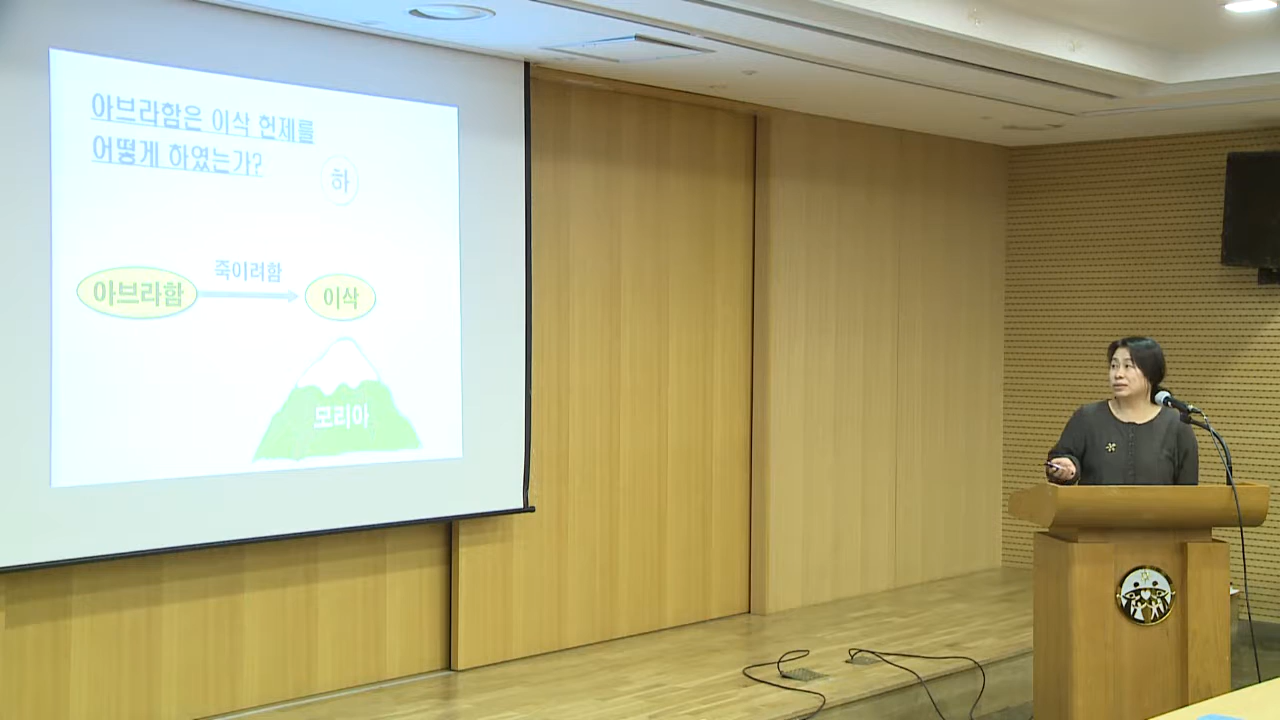 아브라함은 이삭 헌제를
어떻게 하였는가?
하
죽이려함
아브라함
이삭
모리아